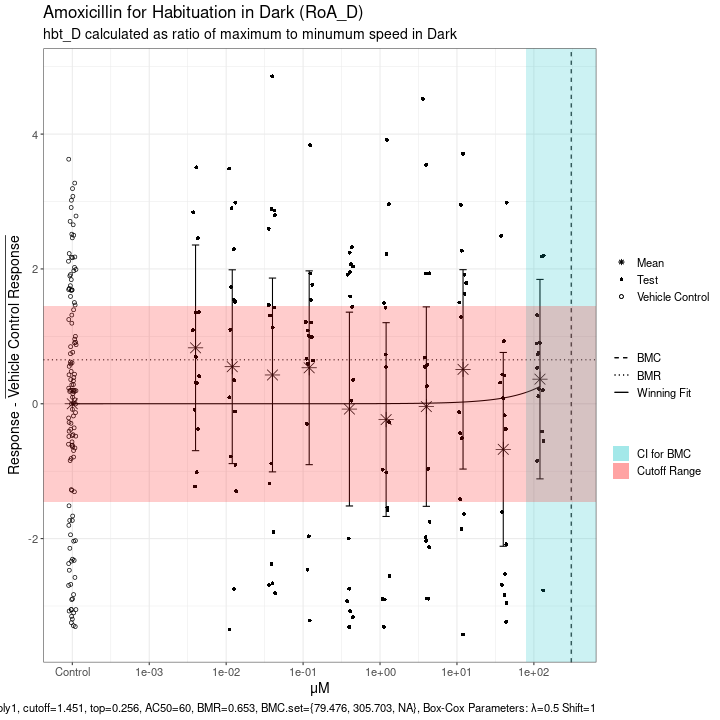 Amoxicillin for Habituation in Dark (RoA_D)
hbt_D calculated as ratio of maximum to minumum speed in Dark
Response - Vehicle Control Response
4
2
0
-2
Control
1e-03
1e-02
1e-01
1e+00
1e+01
1e+02
μM
Mean
Test
Vehicle Control
BMC
BMR
Winning Fit
CI for BMC
Cutoff Range
oly1, cutoff=1.451, top=0.256, AC50=60, BMR=0.653, BMC.set={79.476, 305.703, NA}, Box-Cox Parameters: λ=0.5 Shift=1